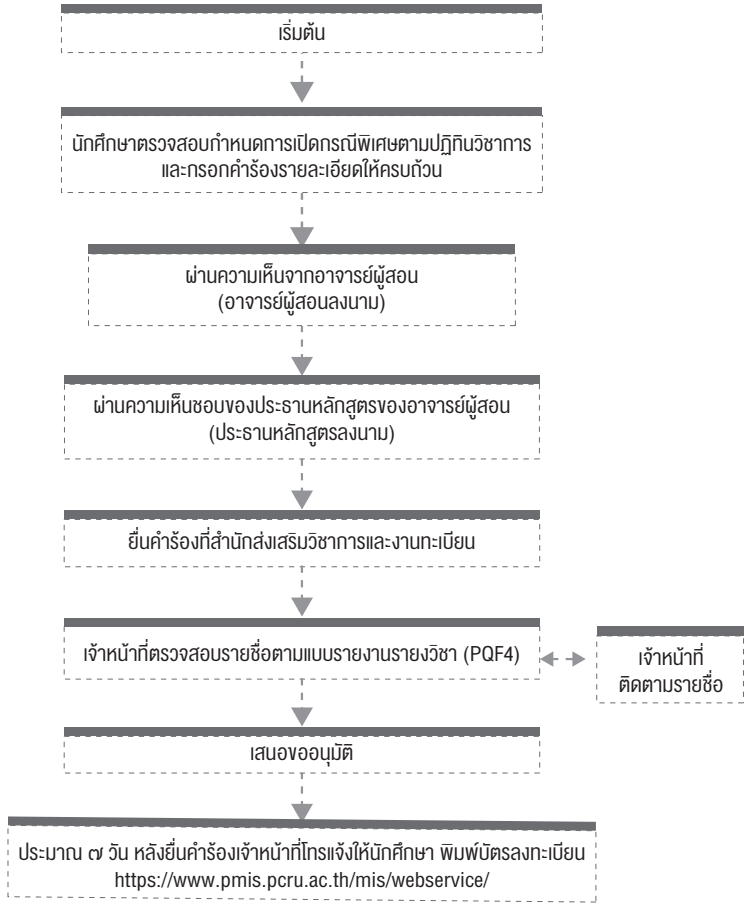 เริ่มต้น
นักศึกษาตรวจสอบกำหนดการเปิดกรณีพิเศษตามปฏิทินวิชาการ
และกรอกคำร้องรายละเอียดให้ครบถ้วน
ผ่านความเห็นจากอาจารย์ผู้สอน
(อาจารย์ผู้สอนลงนาม)
ผ่านความเห็นชอบของประธานหลักสูตรของอาจารย์ผู้สอน
(ประธานหลักสูตรลงนาม)
ยื่นคำร้องที่สำนักส่งเสริมวิชาการและงานทะเบียน
เจ้าหน้าที่ตรวจสอบรายชื่อตามแบบรายงานรายงวิชา (PQF4)
เจ้าหน้าที่
ติดตามรายชื่อ
เสนอขออนุมัติ
ประมาณ ๗ วัน หลังยื่นคำร้องเจ้าหน้าที่โทรแจ้งให้นักศึกษา พิมพ์บัตรลงทะเบียน
https://www.pmis.pcru.ac.th/mis/webservice/